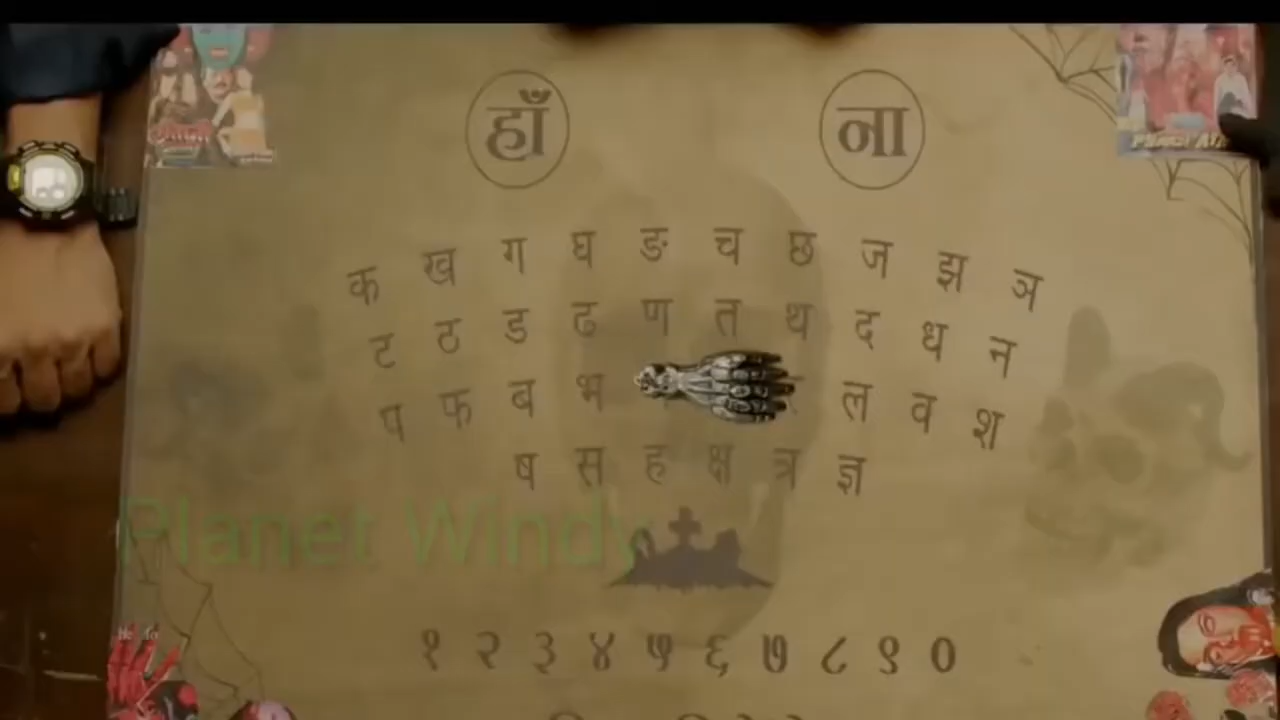 हाँ ना
क ख ग घ ङ च छ ज झ ञ
ट ठ ड ढ ण त थ द ध न
प फ ब भ ल व श
ष स ह क्ष त्र ज्ञ
Planet Windy
१ २ ३ ४ ५ ६ ७ ८ ९ ०